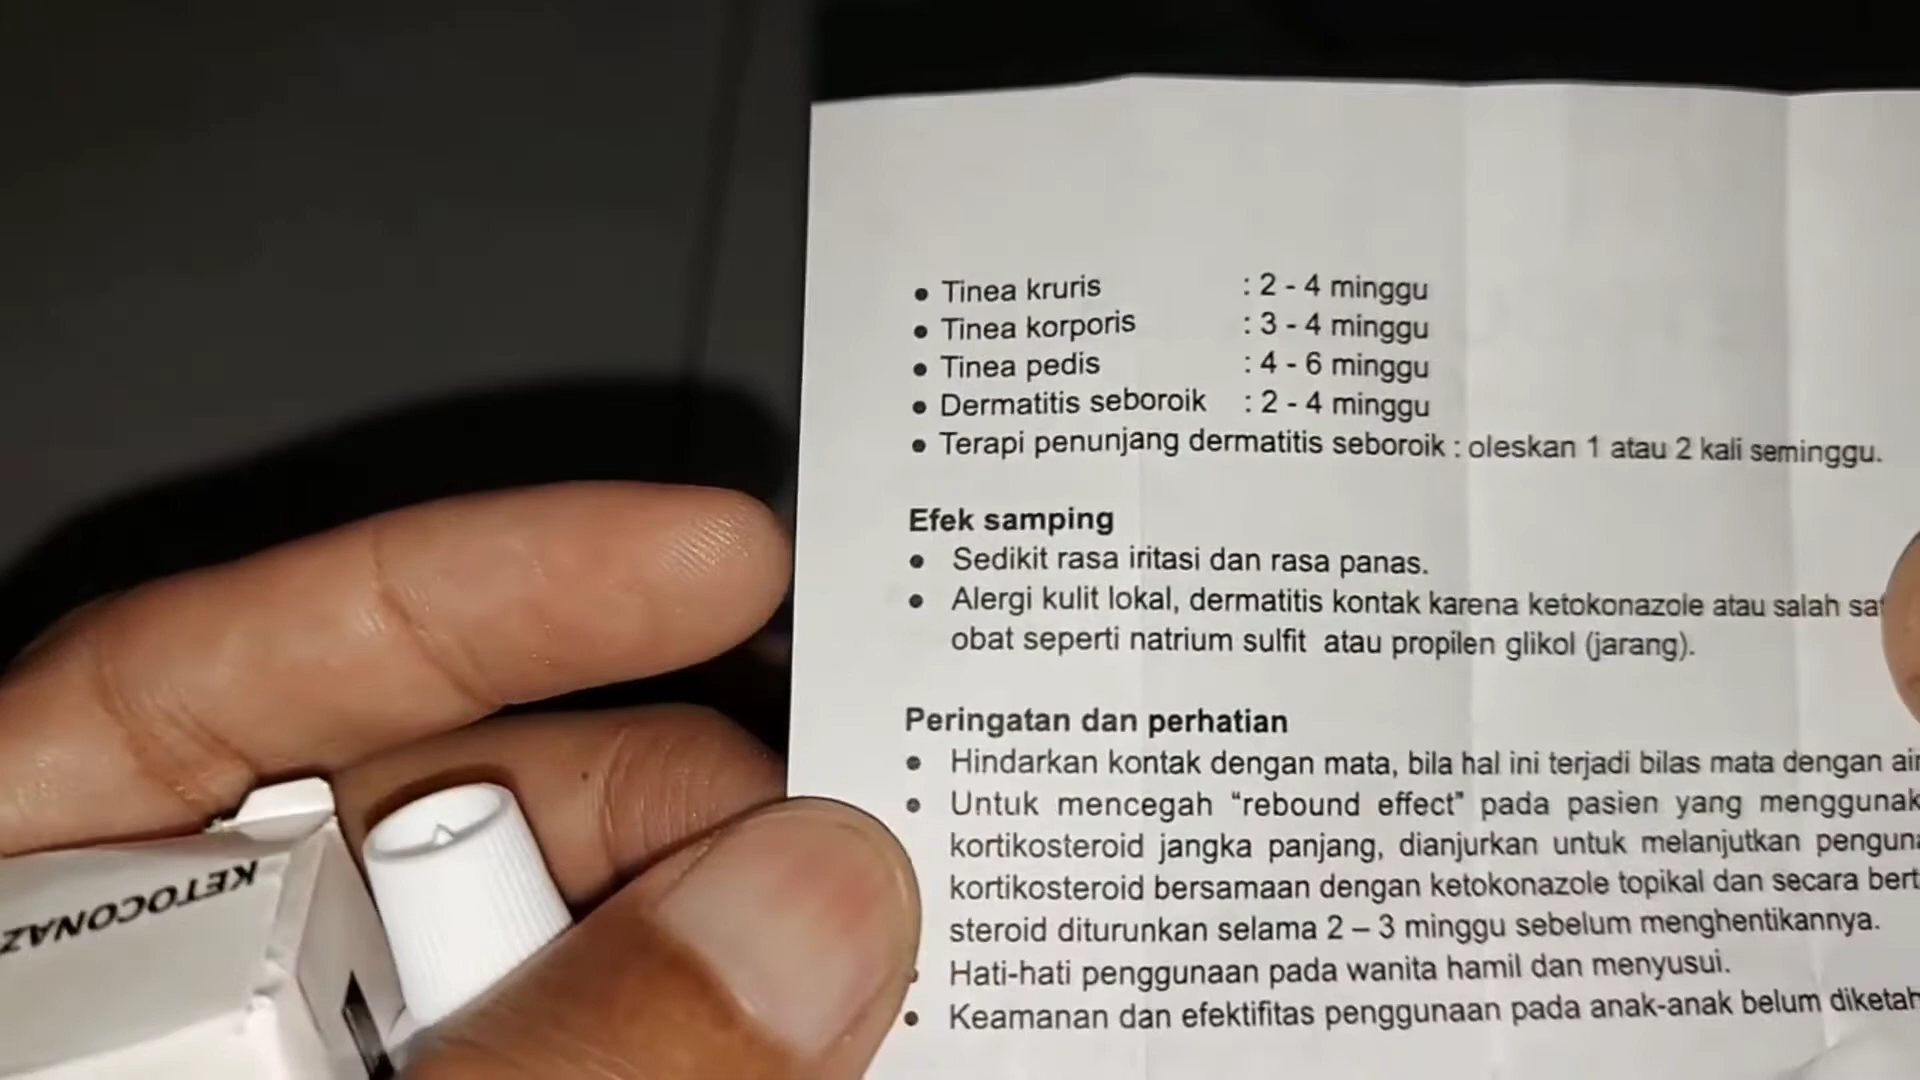 • Tinea kruris : 2 - 4 minggu
• Tinea korporis : 3 - 4 minggu
• Tinea pedis : 4 - 6 minggu
• Dermatitis seboroik : 2 - 4 minggu
• Terapi penunjang dermatitis seboroik : oleskan 1 atau 2 kali seminggu.
Efek samping
• Sedikit rasa iritasi dan rasa panas.
• Alergi kulit lokal, dermatitis kontak karena ketokonazole atau salah
obat seperti natrium sulfit atau propilen glikol (jarang).
Peringatan dan perhatian
• Hindarkan kontak dengan mata, bila hal ini terjadi bilas mata dengan
• Untuk mencegah “rebound effect” pada pasien yang
kortikosteroid jangka panjang, dianjurkan untuk melanjutkan
kortikosteroid bersamaan dengan ketokonazole topikal dan secara
steroid diturunkan selama 2 – 3 minggu sebelum menghentikannya.
• Hati-hati penggunaan pada wanita hamil dan menyusui.
• Keamanan dan efektifitas penggunaan pada anak-anak belum
KETOCONAZ